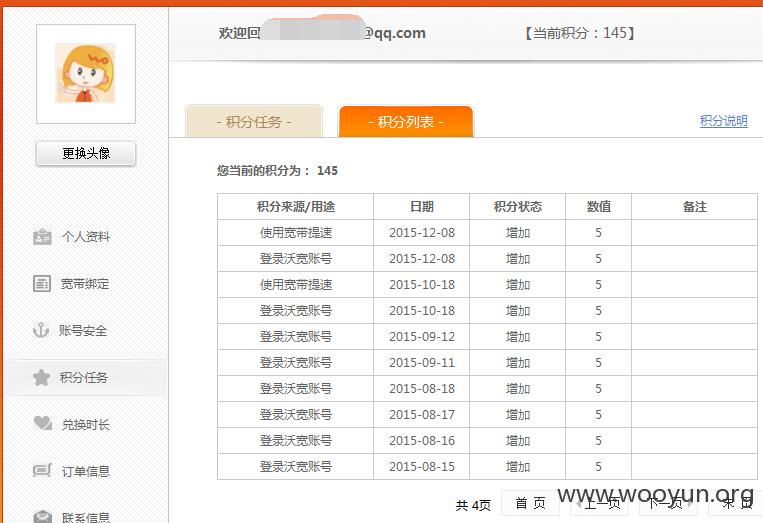 欢迎回 @qq.com 【当前积分：145】
更换头像
- 积分任务 - - 积分列表 - 积分说明
个人资料
宽带绑定
账号安全
积分任务
兑换时长
订单信息
联系信息
您当前的积分为： 145
积分来源/用途 日期 积分状态 数值 备注
使用宽带提速 2015-12-08 增加 5
登录沃宽账号 2015-12-08 增加 5
使用宽带提速 2015-10-18 增加 5
登录沃宽账号 2015-10-18 增加 5
登录沃宽账号 2015-09-12 增加 5
登录沃宽账号 2015-09-11 增加 5
登录沃宽账号 2015-08-18 增加 5
登录沃宽账号 2015-08-17 增加 5
登录沃宽账号 2015-08-16 增加 5
登录沃宽账号 2015-08-15 增加 5
共 4页 首 页 上一页 下一页 末 页
www.wooyun.org